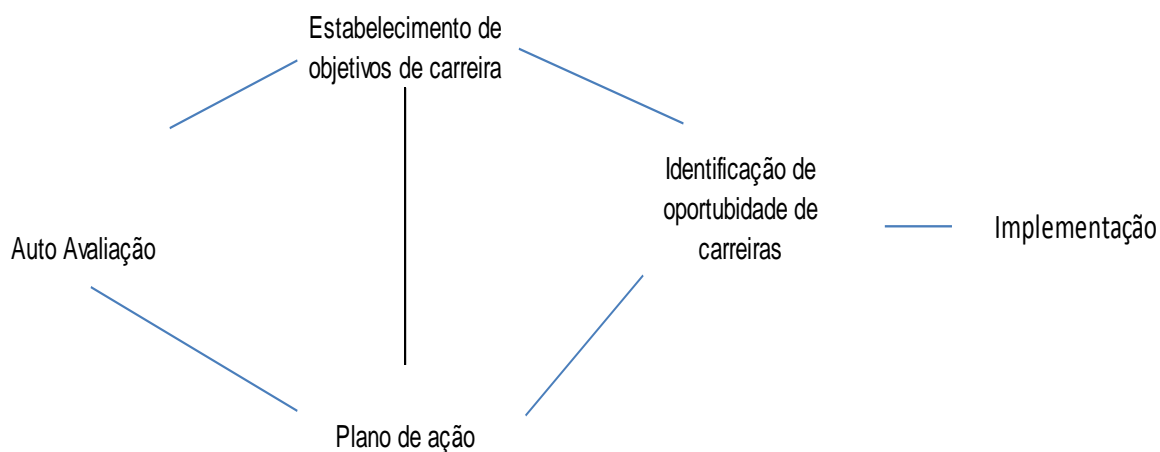 Estabelecimento de
objetivos de carreira
Identificação de
oportubidade de
carreiras
Implementação
Auto Avaliação
Plano de ação